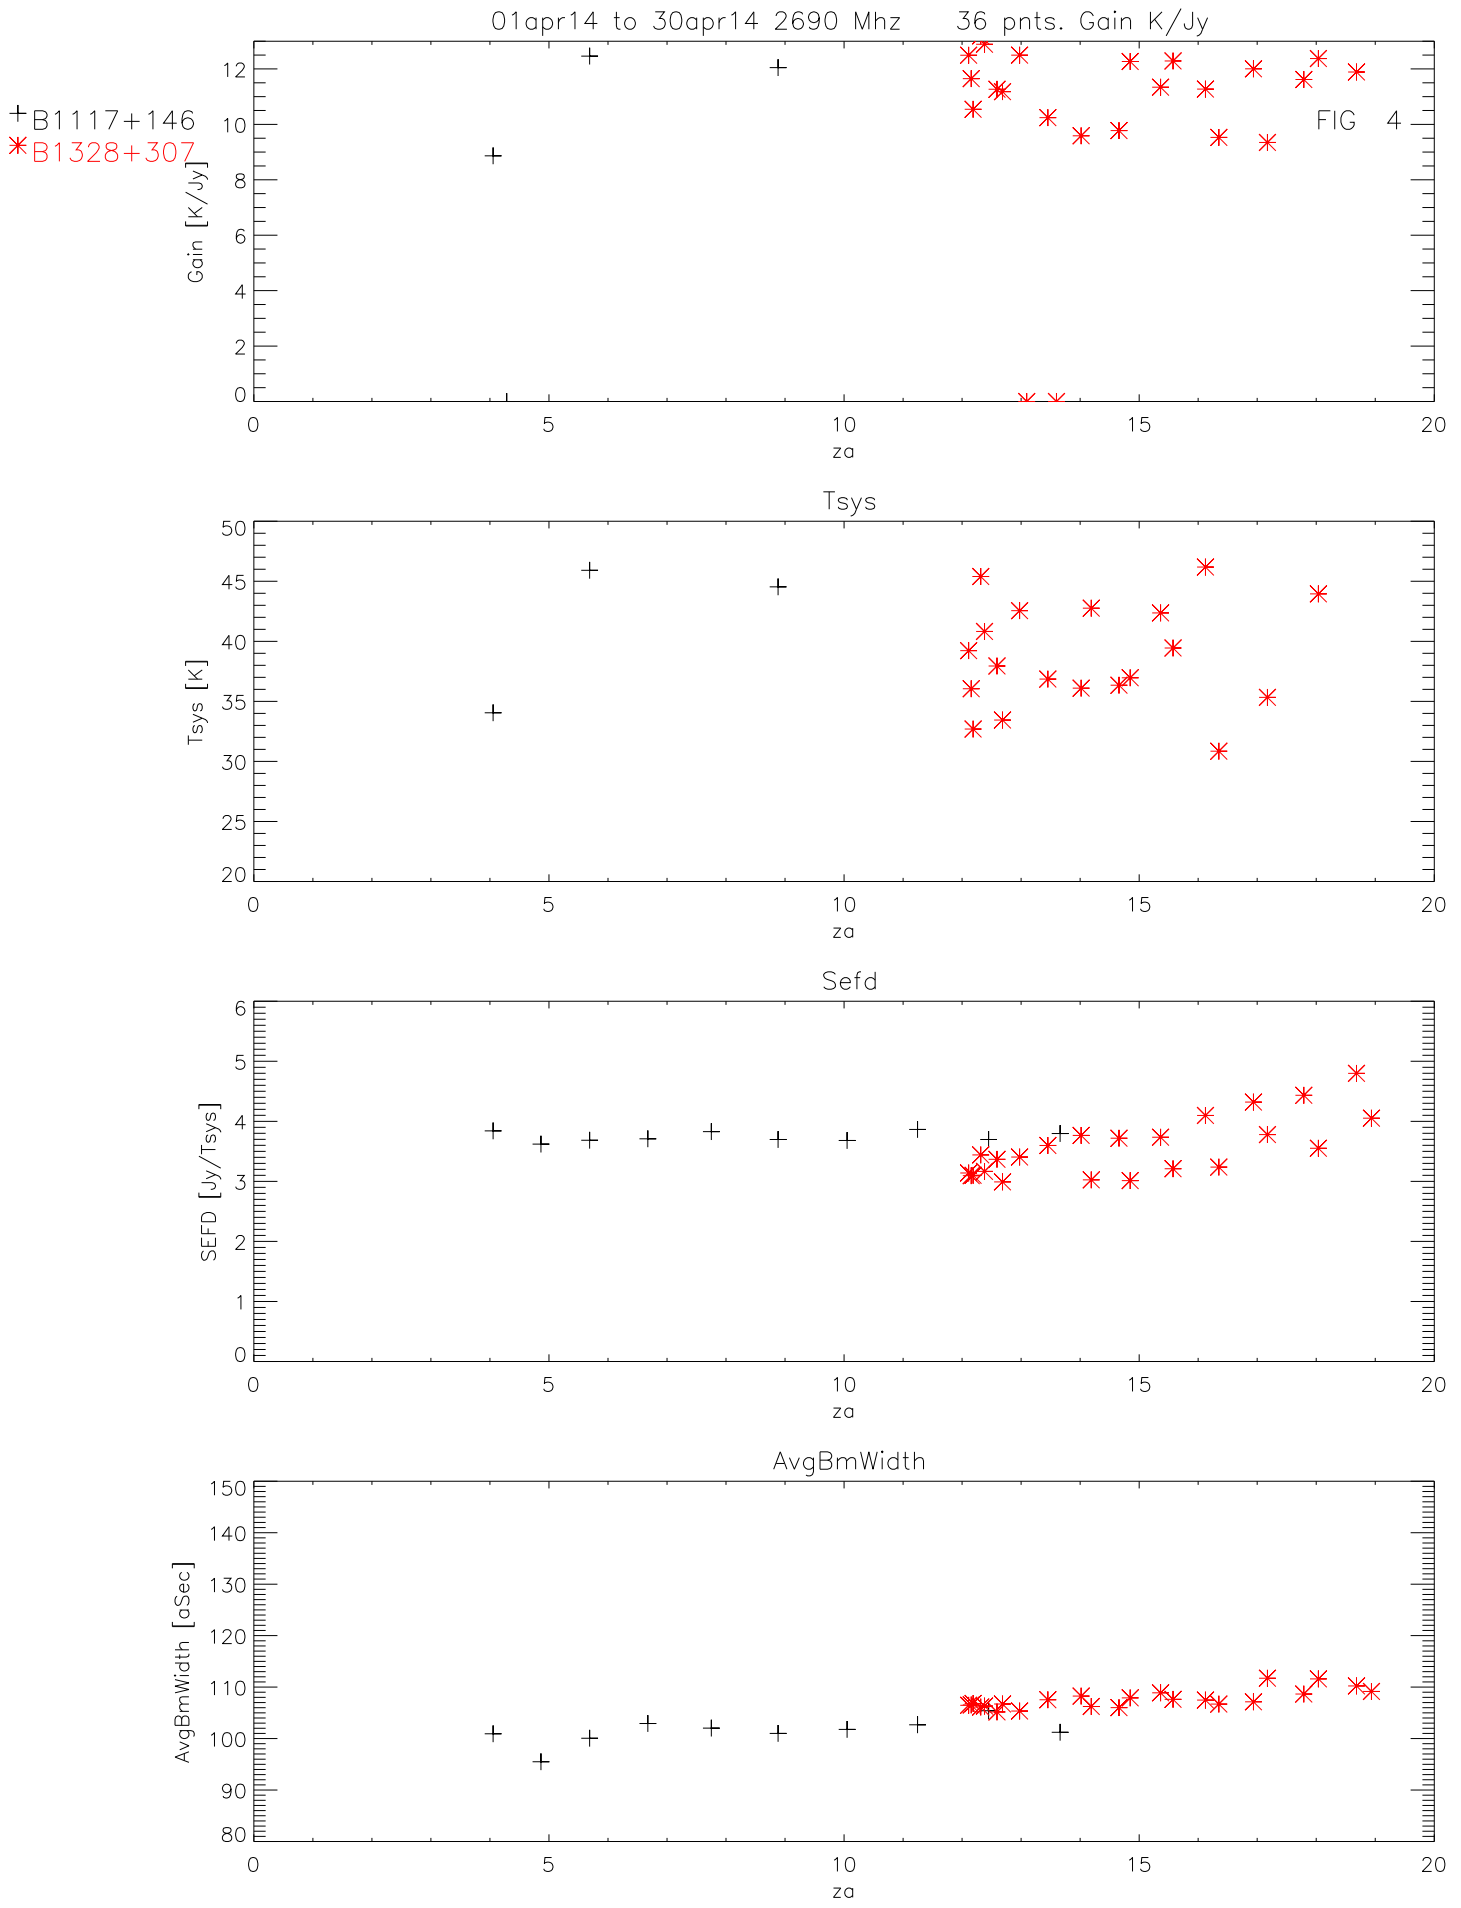 01apr14 to 30apr14 2690 Mhz 36 pnts. Gain K/Jy
B1117+146
B1328+307
FIG 4
Gain [K/Jy]
12
10
8
6
4
2
0
0 5 10 15 20
za
Tsys
Tsys [K]
50
45
40
35
30
25
20
0 5 10 15 20
za
Sefd
SEFD [Jy/Tsys]
6
5
4
3
2
1
0
0 5 10 15 20
za
AvgBmWidth
AvgBmWidth [aSec]
150
140
130
120
110
100
90
80
0 5 10 15 20
za